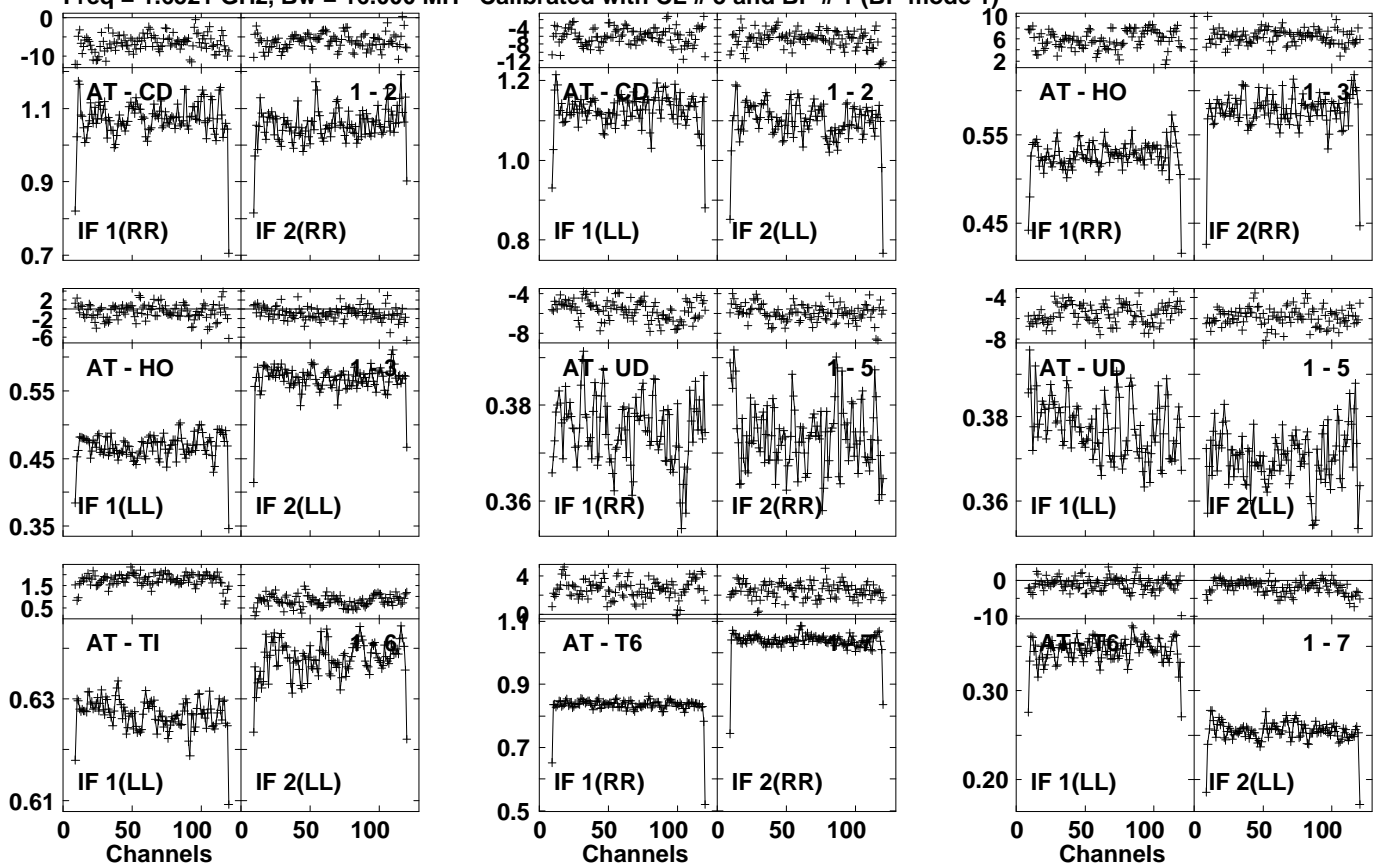 0
-10
1.1
0.9
0.7
AT - CD
1 - 2
IF 1(RR)
IF 2(RR)
-4
-8
-12
1.2
1.0
0.8
AT - CD
1 - 2
IF 1(LL)
IF 2(LL)
10
6
2
0.55
0.45
AT - HO
1 - 3
IF 1(RR)
IF 2(RR)
2
-2
-6
0.55
0.45
0.35
AT - HO
1 - 3
IF 1(LL)
IF 2(LL)
-4
-8
0.38
0.36
AT - UD
1 - 5
IF 1(RR)
IF 2(RR)
-4
-8
0.38
0.36
AT - UD
1 - 5
IF 1(LL)
IF 2(LL)
1.5
0.5
0.63
0.61
AT - TI
1 - 6
IF 1(LL)
IF 2(LL)
0 50 100 0 50 100
Channels
4
0
1.1
0.9
0.7
0.5
AT - T6
IF 1(RR)
IF 2(RR)
0 50 100 0 50 100
0
-10
0.30
0.20
AT - T6
1 - 7
IF 1(LL)
IF 2(LL)
0 50 100 0 50 100
Channels